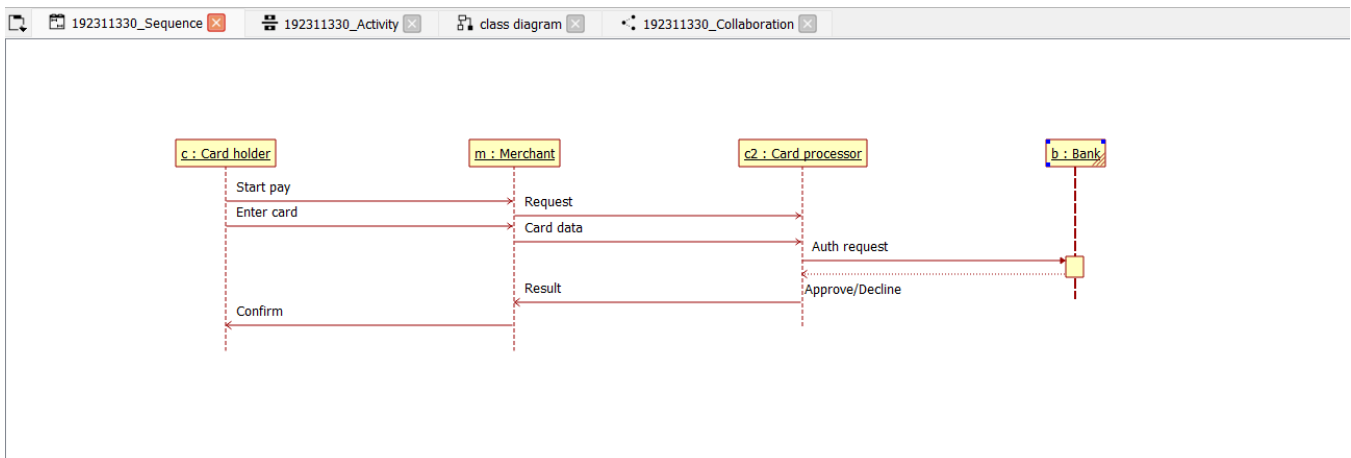 192311330_Sequence
192311330_Activity
class diagram
192311330_Collaboration
c : Card holder
m : Merchant
c2 : Card processor
b : Bank
Start pay
Request
Enter card
Card data
Auth request
Result
Approve/Decline
Confirm